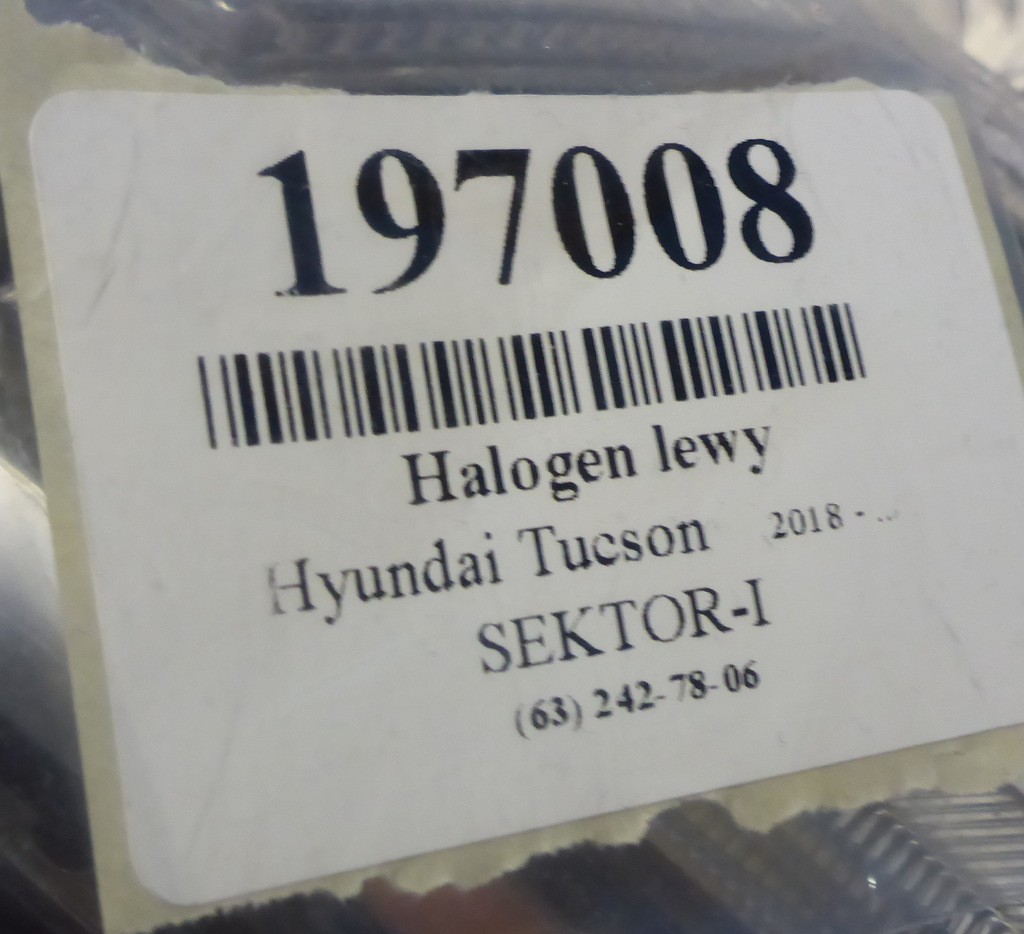 197008
Halogen lewy
Hyundai Tucson 2018 - ...
SEKTOR-I
(63) 242-78-06